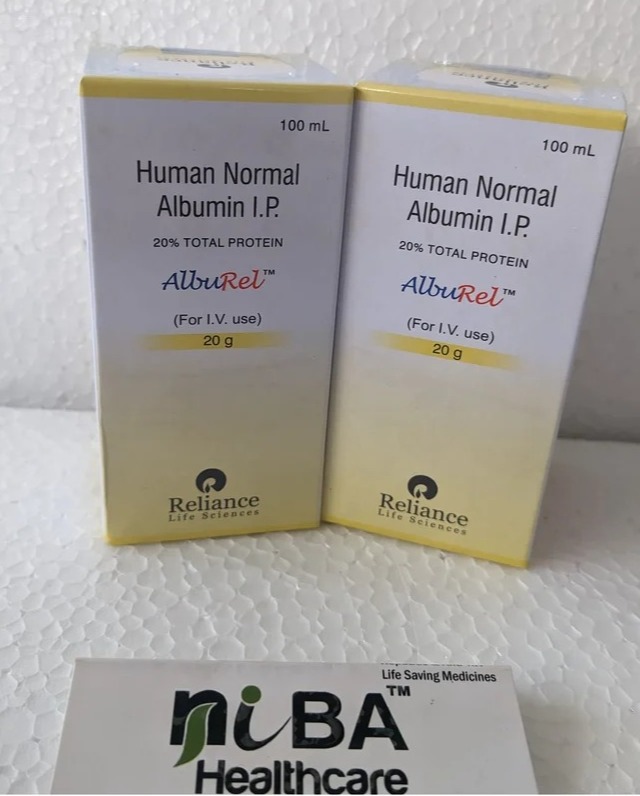 100 mL
Human Normal
Albumin I.P.
20% TOTAL PROTEIN
AlbuRel™
(For I.V. use)
20 g
Reliance
Life Sciences
100 mL
Human Normal
Albumin I.P.
20% TOTAL PROTEIN
AlbuRel™
(For I.V. use)
20 g
Reliance
Life Sciences
Life Saving Medicines
niBA™
Healthcare